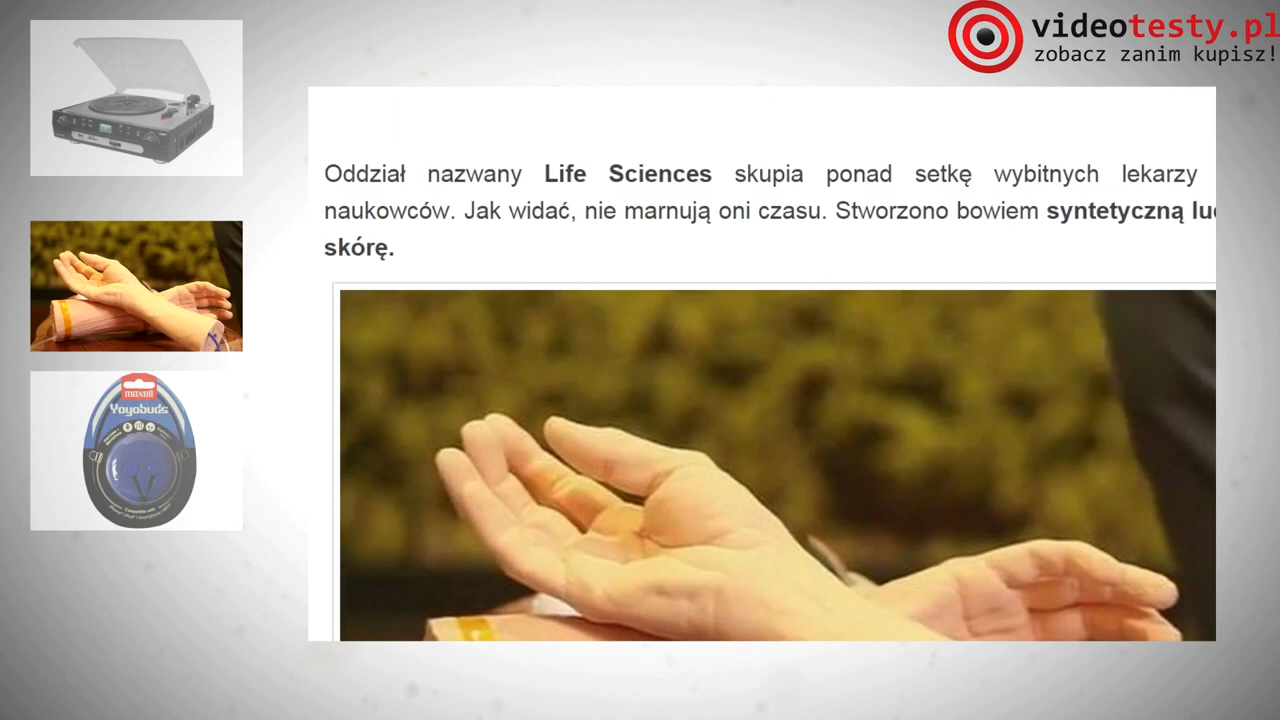 videotesty.pl
zobacz zanim kupisz!
Oddział nazwany Life Sciences skupia ponad setkę wybitnych lekarzy
naukowców. Jak widać, nie marnują oni czasu. Stworzono bowiem syntetyczną
skórę.
maxell
Yoyobuds